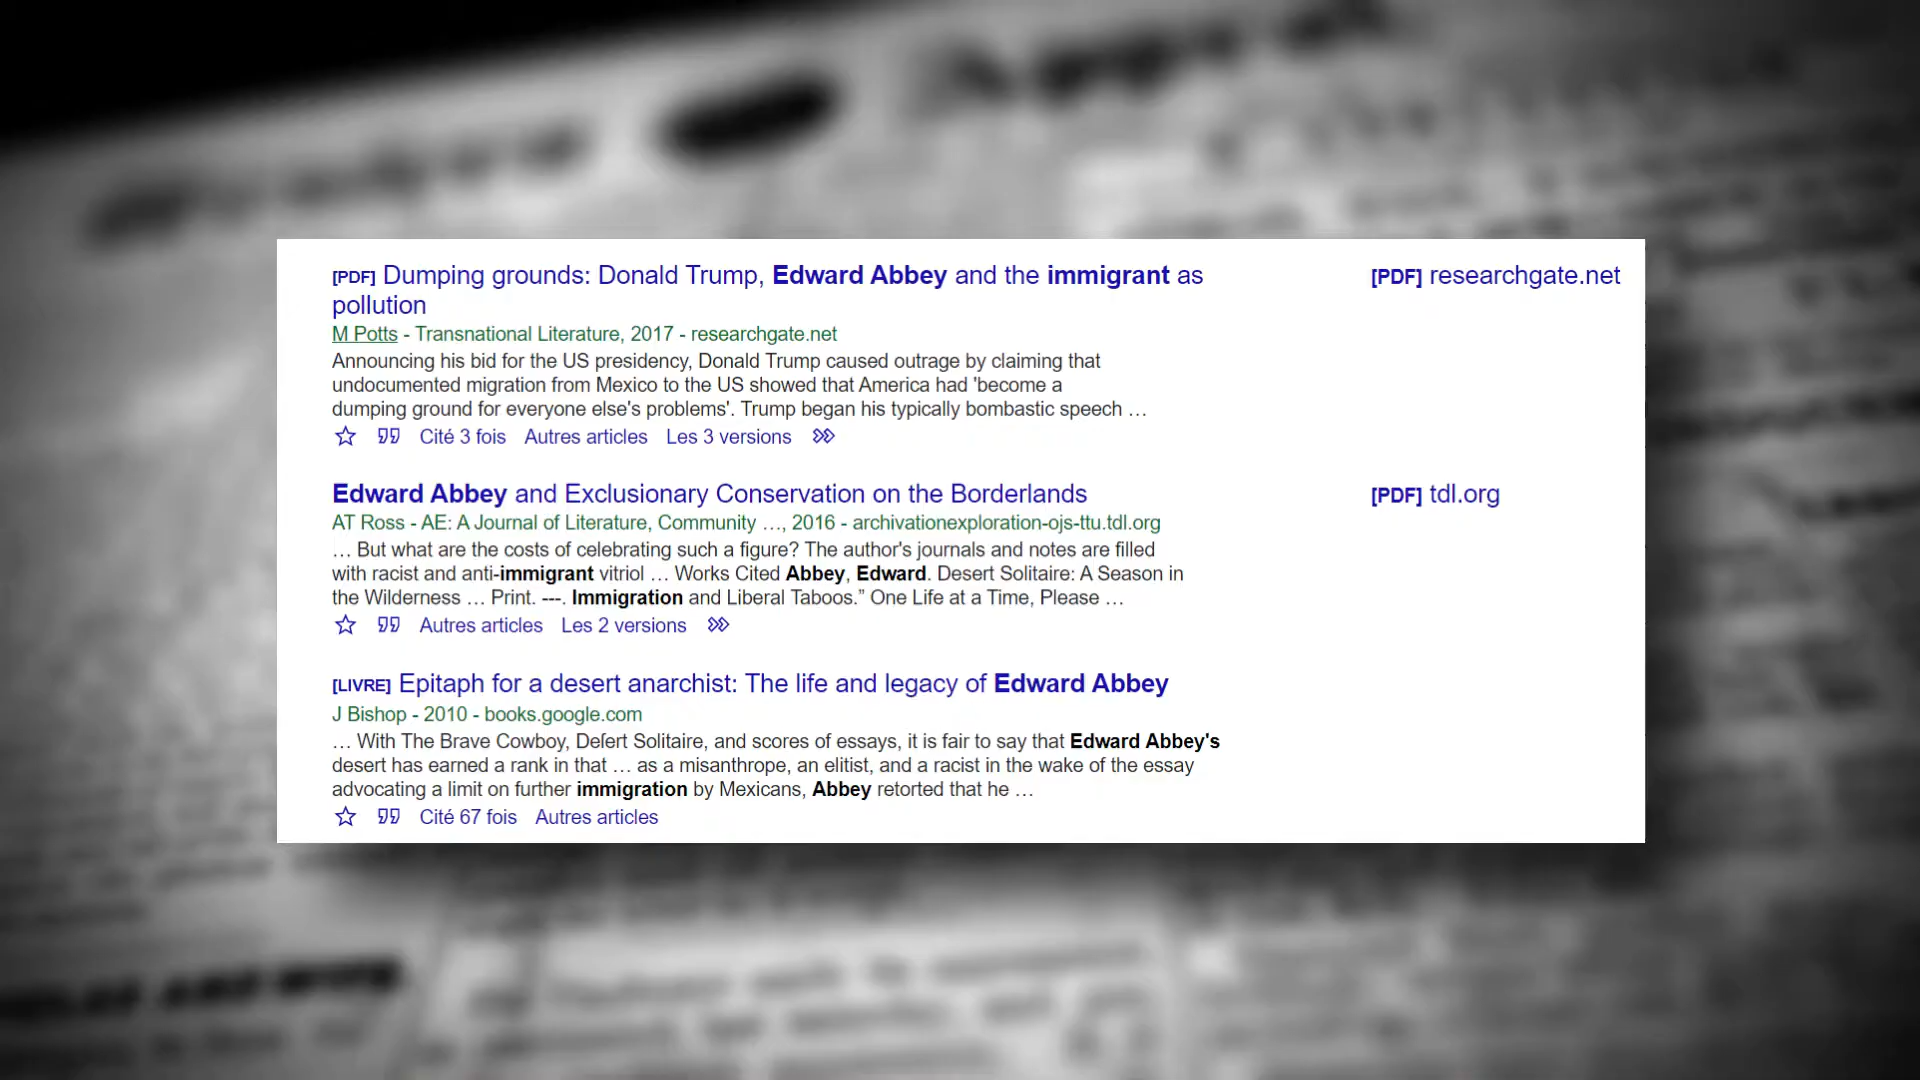 [PDF] Dumping grounds: Donald Trump, Edward Abbey and the immigrant as
pollution
[PDF] researchgate.net
M Potts - Transnational Literature, 2017 - researchgate.net
Announcing his bid for the US presidency, Donald Trump caused outrage by claiming that
undocumented migration from Mexico to the US showed that America had 'become a
dumping ground for everyone else's problems'. Trump began his typically bombastic speech …
Cité 3 fois Autres articles Les 3 versions
Edward Abbey and Exclusionary Conservation on the Borderlands
[PDF] tdl.org
AT Ross - AE: A Journal of Literature, Community …, 2016 - archivationexploration-ojs-ttu.tdl.org
… But what are the costs of celebrating such a figure? The author's journals and notes are filled
with racist and anti-immigrant vitriol … Works Cited Abbey, Edward. Desert Solitaire: A Season in
the Wilderness … Print. ---. Immigration and Liberal Taboos.” One Life at a Time, Please …
Autres articles Les 2 versions
[LIVRE] Epitaph for a desert anarchist: The life and legacy of Edward Abbey
J Bishop - 2010 - books.google.com
… With The Brave Cowboy, Deſert Solitaire, and scores of essays, it is fair to say that Edward Abbey's
desert has earned a rank in that … as a misanthrope, an elitist, and a racist in the wake of the essay
advocating a limit on further immigration by Mexicans, Abbey retorted that he …
Cité 67 fois Autres articles